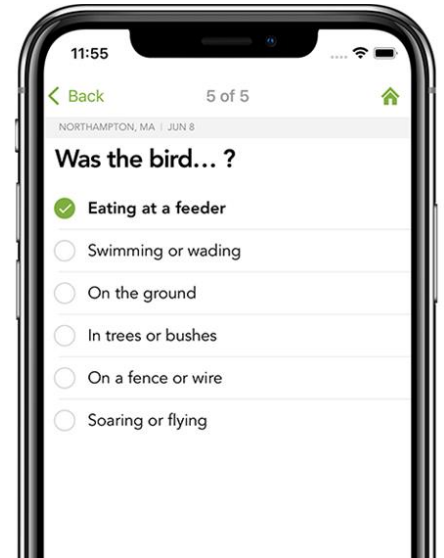 11:55
Back 5 of 5
NORTHAMPTON, MA | JUN 8
Was the bird... ?
Eating at a feeder
Swimming or wading
On the ground
In trees or bushes
On a fence or wire
Soaring or flying